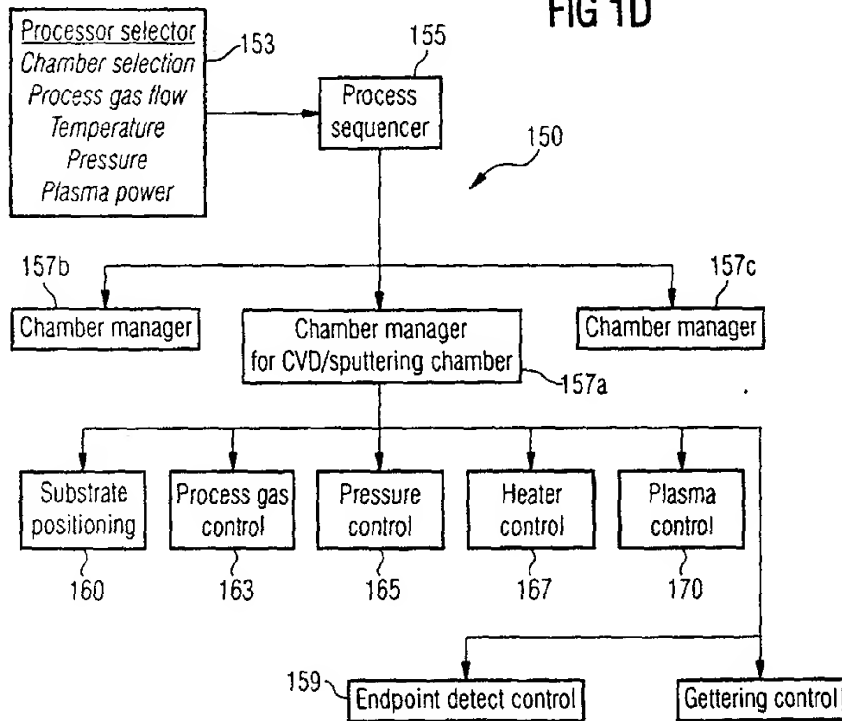 FIG 1D
Processor selector
Chamber selection
Process gas flow
Temperature
Pressure
Plasma power
153
155
Process
sequencer
150
157b
Chamber manager
Chamber manager
for CVD/sputtering chamber
157a
157c
Chamber manager
Substrate
positioning
160
Process gas
control
163
Pressure
control
165
Heater
control
167
Plasma
control
170
159
Endpoint detect control
Gettering control